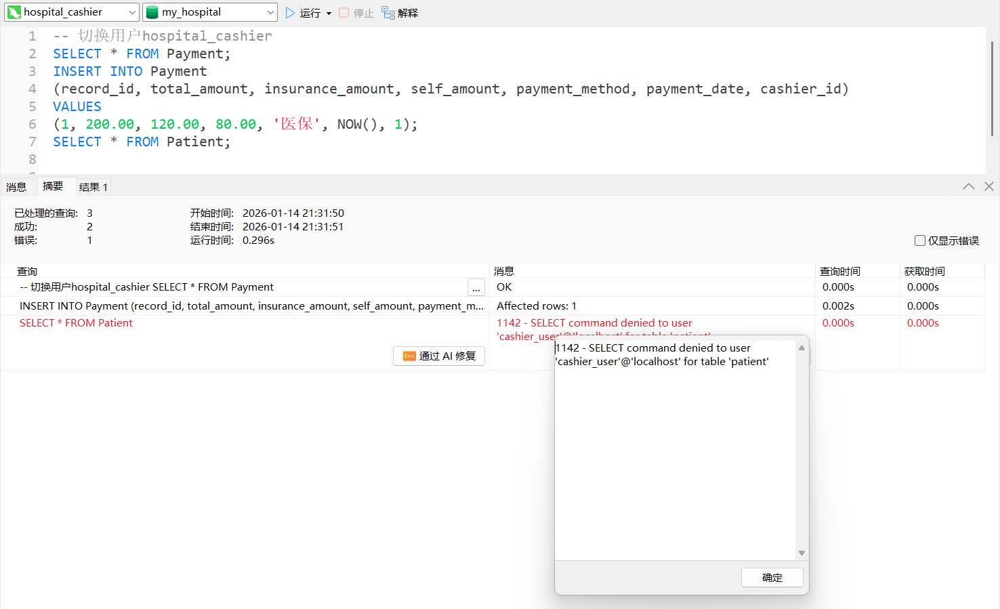 hospital_cashier my_hospital 运行 停止 解释
1 -- 切换用户hospital_cashier
2 SELECT * FROM Payment;
3 INSERT INTO Payment
4 (record_id, total_amount, insurance_amount, self_amount, payment_method, payment_date, cashier_id)
5 VALUES
6 (1, 200.00, 120.00, 80.00, '医保', NOW(), 1);
7 SELECT * FROM Patient;
8
消息 摘要 结果 1
已处理的查询: 3 开始时间: 2026-01-14 21:31:50
成功: 2 结束时间: 2026-01-14 21:31:51
错误: 1 运行时间: 0.296s
仅显示错误
查询 消息 查询时间 获取时间
-- 切换用户hospital_cashier SELECT * FROM Payment ... OK 0.000s 0.000s
INSERT INTO Payment (record_id, total_amount, insurance_amount, self_amount, payment_m... Affected rows: 1 0.002s 0.000s
SELECT * FROM Patient 1142 - SELECT command denied to user 0.000s 0.000s
'cashier_user'@'localhost' for table 'patient'
Ent 通过 AI 修复
1142 - SELECT command denied to user
'cashier_user'@'localhost' for table 'patient'
确定